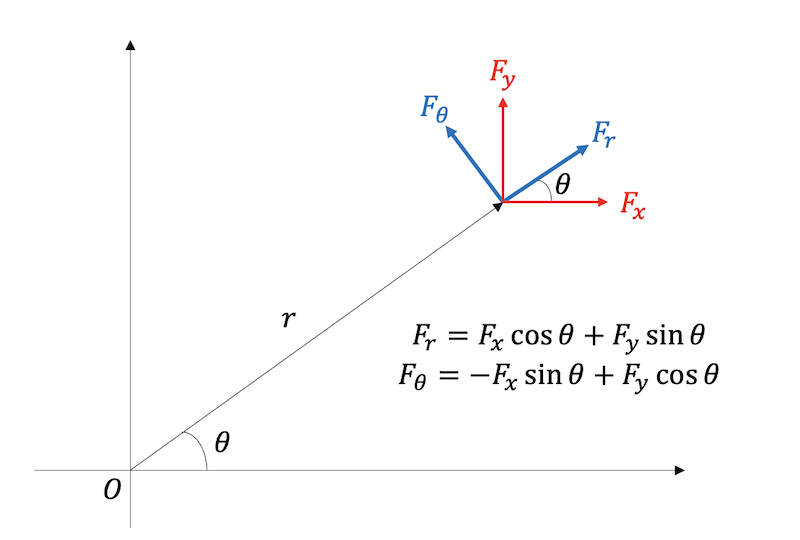 F_y
F_θ
F_r
θ
F_x
r
F_r = F_x cos θ + F_y sin θ
F_θ = −F_x sin θ + F_y cos θ
θ
O